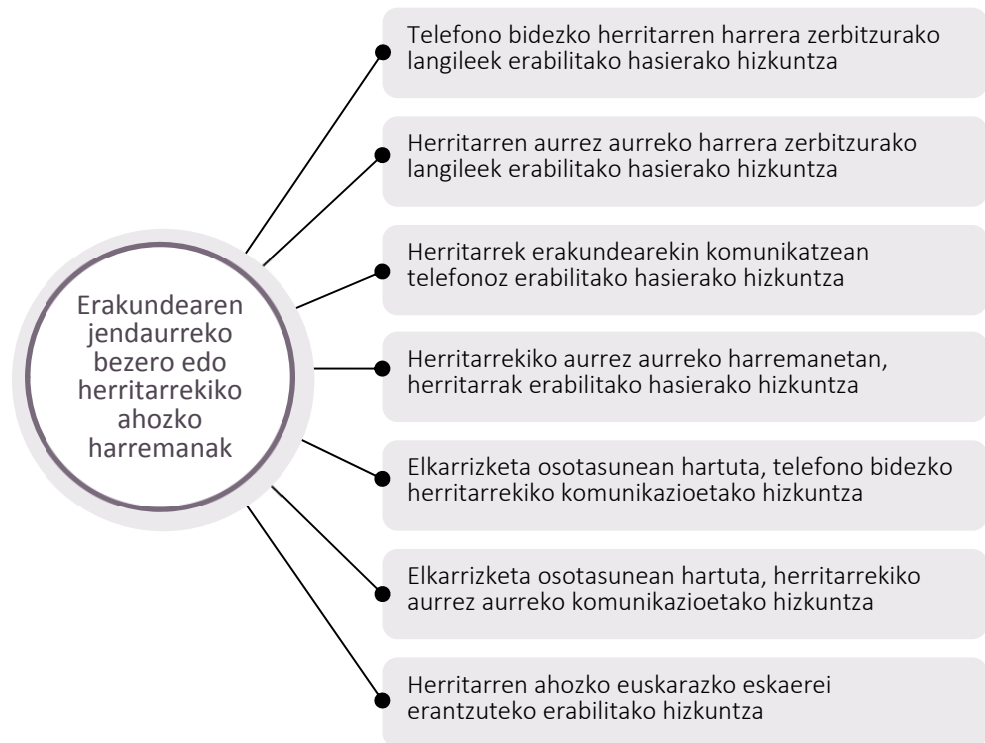 Telefono bidezko herritarren harrera zerbitzurako
langileek erabilitako hasierako hizkuntza
Herritarren aurrez aurreko harrera zerbitzurako
langileek erabilitako hasierako hizkuntza
Herritarrek erakundearekin komunikatzean
telefonoz erabilitako hasierako hizkuntza
Erakundearen
jendaurreko
bezero edo
herritarrekiko
ahozko
harremanak
Herritarrekiko aurrez aurreko harremanetan,
herritarrak erabilitako hasierako hizkuntza
Elkarrizketa osotasunean hartuta, telefono bidezko
herritarrekiko komunikazioetako hizkuntza
Elkarrizketa osotasunean hartuta, herritarrekiko
aurrez aurreko komunikazioetako hizkuntza
Herritarren ahozko euskarazko eskaerei
erantzuteko erabilitako hizkuntza